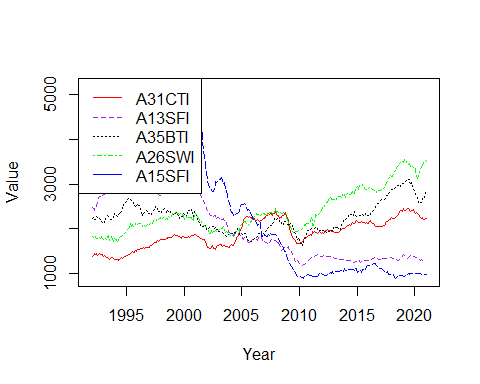 A31CTI
A13SFI
A35BTI
A26SWI
A15SFI
5000
3000
1000
Value
1995
2000
2005
2010
2015
2020
Year